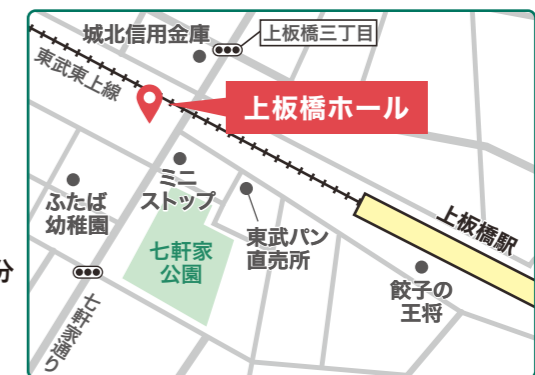 城北信用金庫
上板橋三丁目
東武東上線
上板橋ホール
ミニ
ストップ
ふたば
幼稚園
上板橋駅
東武パン
直売所
七軒家
公園
分
餃子の
王将
七軒家通り